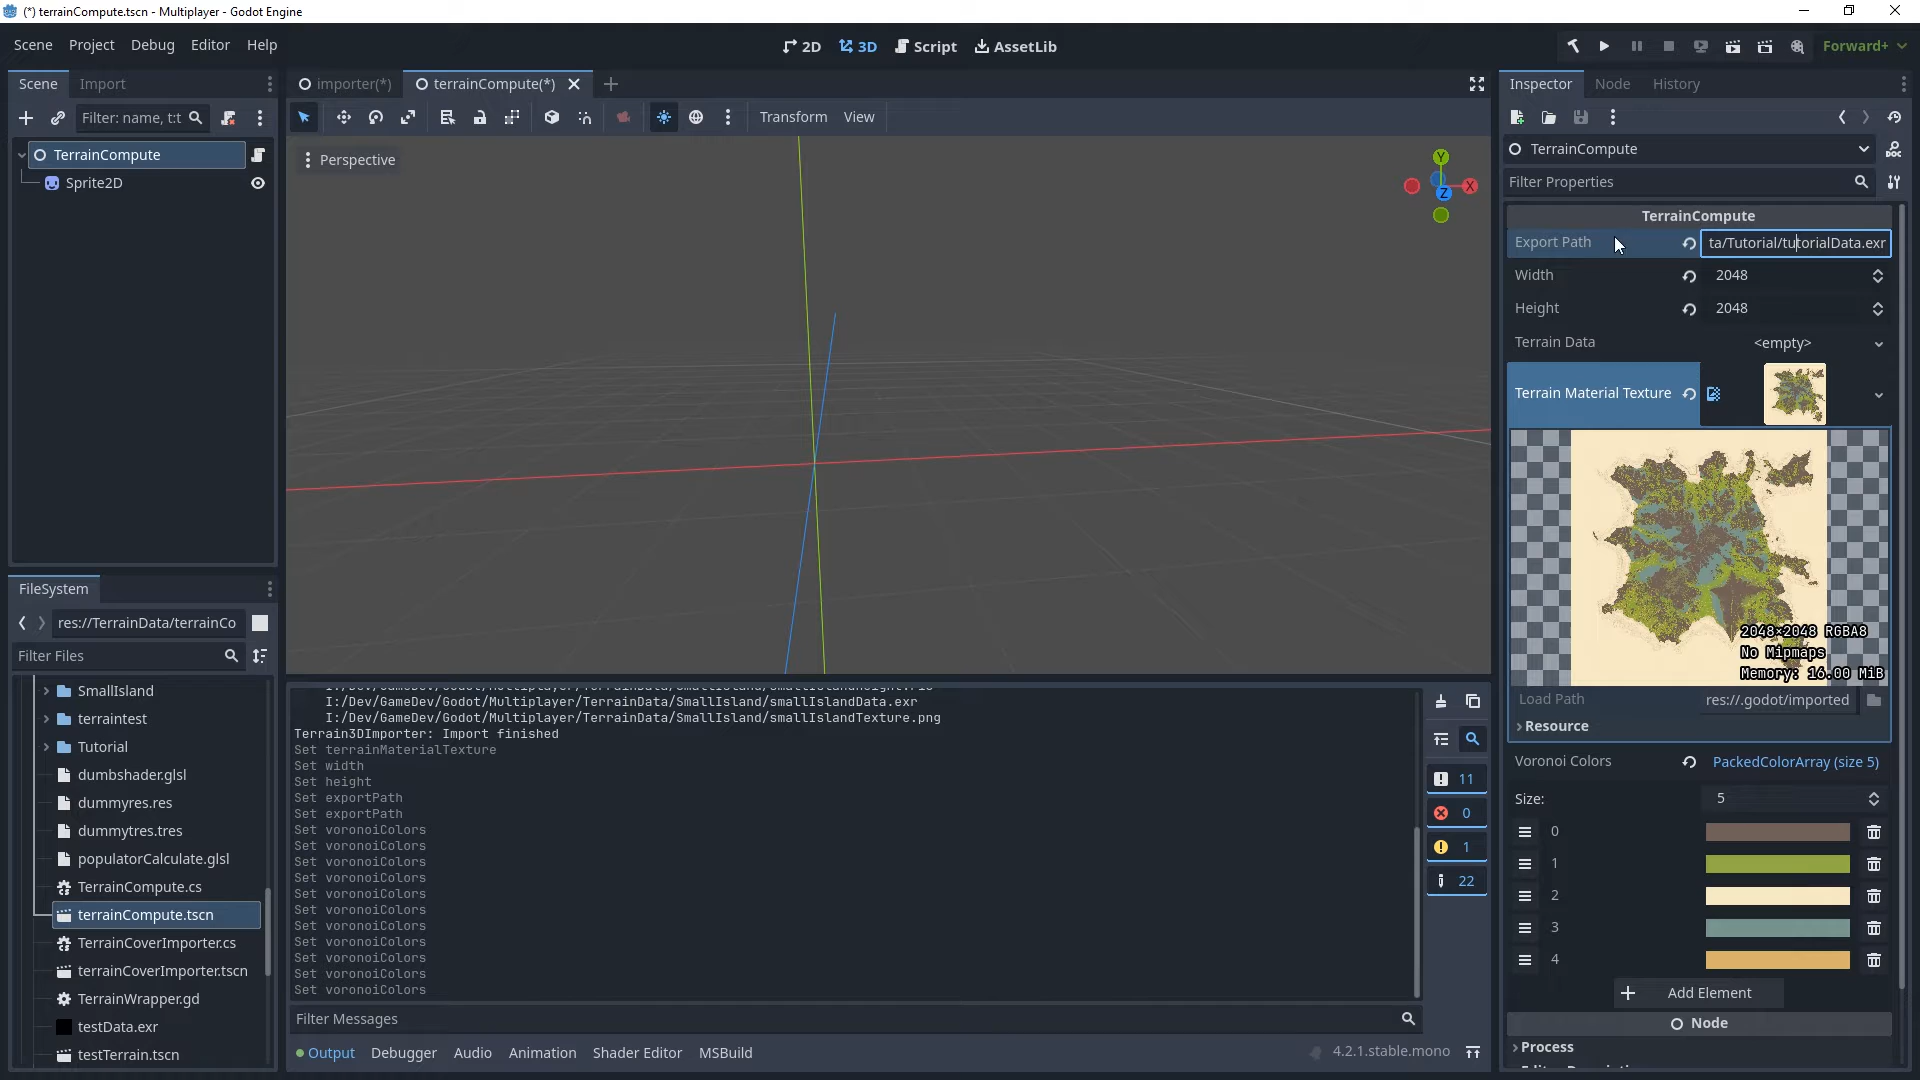 (*) terrainCompute.tscn - Multiplayer - Godot Engine
Scene Project Debug Editor Help
2D 3D Script AssetLib
Forward+
Scene Import
importer(*) terrainCompute(*)
Inspector Node History
Filter: name, t:t
Transform View
TerrainCompute
Sprite2D
Perspective
Y
X
Z
TerrainCompute
Filter Properties
TerrainCompute
Export Path ta/Tutorial/tutorialData.exr
Width 2048
Height 2048
Terrain Data <empty>
Terrain Material Texture
2048×2048 RGBA8
No Mipmaps
Memory: 16.00 MiB
Load Path res://.godot/imported
Resource
Voronoi Colors PackedColorArray (size 5)
Size: 5
0
1
2
3
4
Add Element
Node
Process
FileSystem
res://TerrainData/terrainCo
Filter Files
SmallIsland
terraintest
Tutorial
dumbshader.glsl
dummyres.res
dummytres.tres
populatorCalculate.glsl
TerrainCompute.cs
terrainCompute.tscn
TerrainCoverImporter.cs
terrainCoverImporter.tscn
TerrainWrapper.gd
testData.exr
testTerrain.tscn
I:/Dev/GameDev/Godot/Multiplayer/TerrainData/SmallIsland/smallIslandData.exr
I:/Dev/GameDev/Godot/Multiplayer/TerrainData/SmallIsland/smallIslandTexture.png
Terrain3DImporter: Import finished
Set terrainMaterialTexture
Set width
Set height
Set exportPath
Set exportPath
Set voronoiColors
Set voronoiColors
Set voronoiColors
Set voronoiColors
Set voronoiColors
Set voronoiColors
Set voronoiColors
Set voronoiColors
Set voronoiColors
Set voronoiColors
Set voronoiColors
11
0
1
22
Filter Messages
Output Debugger Audio Animation Shader Editor MSBuild
4.2.1.stable.mono